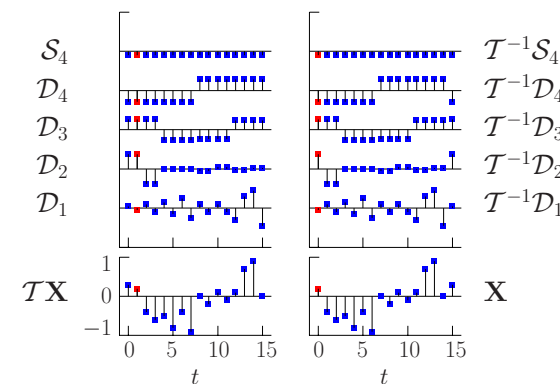 𝒮₄ 𝒯⁻¹𝒮₄
𝒟₄ 𝒯⁻¹𝒟₄
𝒟₃ 𝒯⁻¹𝒟₃
𝒟₂ 𝒯⁻¹𝒟₂
𝒟₁ 𝒯⁻¹𝒟₁
1
𝒯𝐗 0 𝐗
−1
0 5 10 15 0 5 10 15
t t